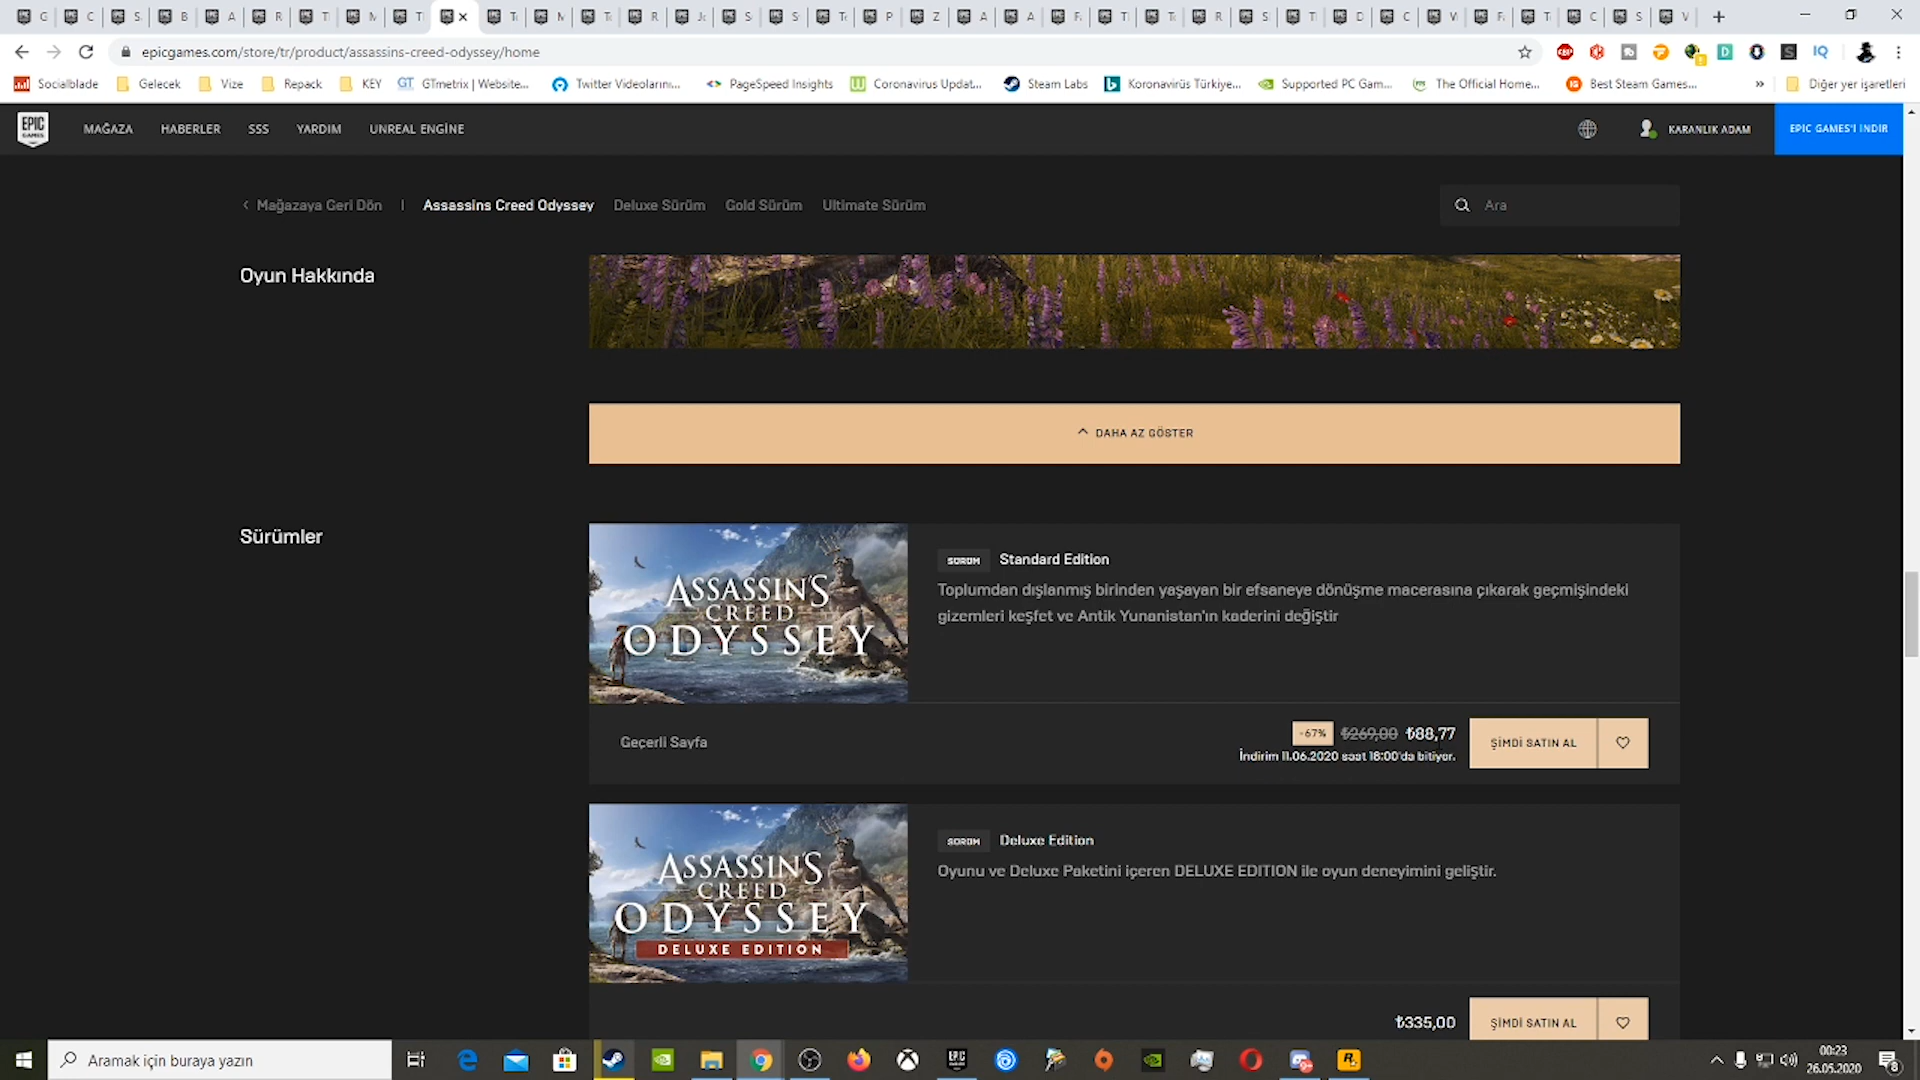 epicgames.com/store/tr/product/assassins-creed-odyssey/home
Socialblade
Gelecek
Vize
Repack
KEY
GT GTmetrix | Website...
Twitter Videolarını...
PageSpeed Insights
Coronavirus Updat...
Steam Labs
Koronavirüs Türkiye...
Supported PC Gam...
The Official Home...
Best Steam Games...
Diğer yer işaretleri
EPIC GAMES
MAĞAZA
HABERLER
SSS
YARDIM
UNREAL ENGINE
KARANLIK ADAM
EPIC GAMES'I INDIR
Mağazaya Geri Dön
Assassins Creed Odyssey
Deluxe Sürüm
Gold Sürüm
Ultimate Sürüm
Ara
Oyun Hakkında
DAHA AZ GÖSTER
Sürümler
ASSASSIN'S
CREED
ODYSSEY
SÜRÜM Standard Edition
Toplumdan dışlanmış birinden yaşayan bir efsaneye dönüşme macerasına çıkarak geçmişindeki
gizemleri keşfet ve Antik Yunanistan'ın kaderini değiştir
Geçerli Sayfa
-67% ₺269,00 ₺88,77
İndirim 11.06.2020 saat 18:00'da bitiyor.
ŞİMDİ SATIN AL
ASSASSIN'S
CREED
ODYSSEY
DELUXE EDITION
SÜRÜM Deluxe Edition
Oyunu ve Deluxe Paketini içeren DELUXE EDITION ile oyun deneyimini geliştir.
₺335,00
ŞİMDİ SATIN AL
Aramak için buraya yazın
00:23
26.05.2020
8